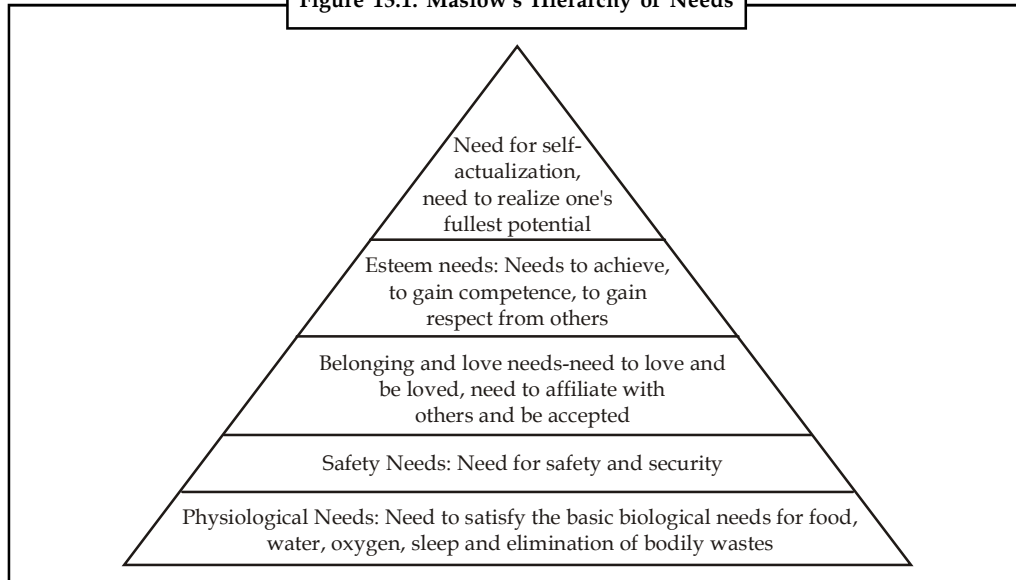 Figure 13.1: Maslow's Hierarchy of Needs
Need for self-
actualization,
need to realize one's
fullest potential
Esteem needs: Needs to achieve,
to gain competence, to gain
respect from others
Belonging and love needs-need to love and
be loved, need to affiliate with
others and be accepted
Safety Needs: Need for safety and security
Physiological Needs: Need to satisfy the basic biological needs for food,
water, oxygen, sleep and elimination of bodily wastes